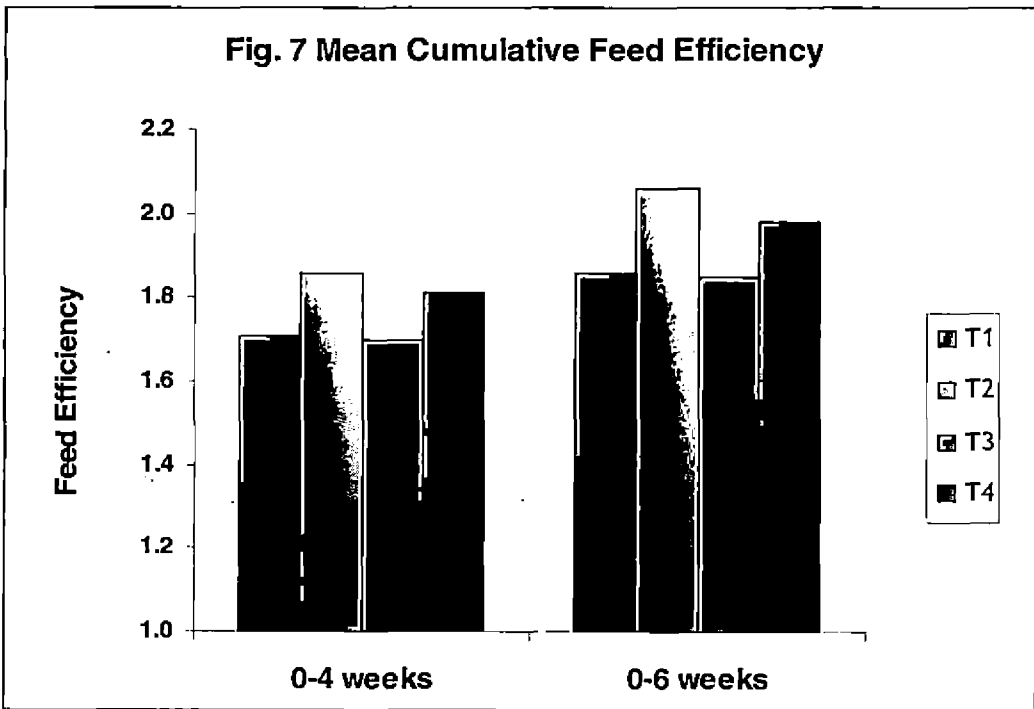 Fig. 7 Mean Cumulative Feed Efficiency
2.2
2.0
1.8
1.6
1.4
1.2
1.0
Feed Efficiency
0-4 weeks
0-6 weeks
T1
T2
T3
T4